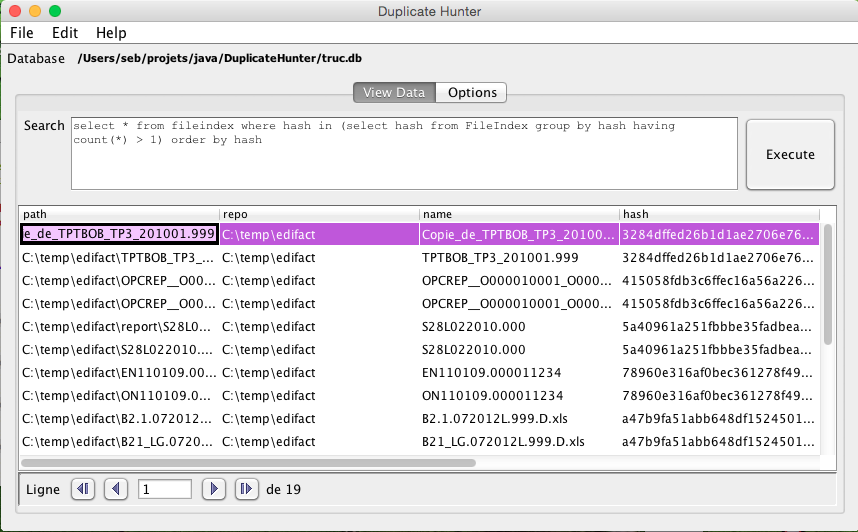 Duplicate Hunter
File Edit Help
Database /Users/seb/projets/java/DuplicateHunter/truc.db
View Data Options
Search select * from fileindex where hash in (select hash from FileIndex group by hash having
count(*) > 1) order by hash
Execute
path repo name hash
e_de_TPTBOB_TP3_201001.999 C:\temp\edifact Copie_de_TPTBOB_TP3_20100... 3284dffed26b1d1ae2706e76...
C:\temp\edifact\TPTBOB_TP3_... C:\temp\edifact TPTBOB_TP3_201001.999 3284dffed26b1d1ae2706e76...
C:\temp\edifact\OPCREP__O00... C:\temp\edifact OPCREP__O000010001_O0000... 415058fdb3c6ffec16a56a226...
C:\temp\edifact\OPCREP__O00... C:\temp\edifact OPCREP__O000010001_O0000... 415058fdb3c6ffec16a56a226...
C:\temp\edifact\report\S28L0... C:\temp\edifact S28L022010.000 5a40961a251fbbbe35fadbea...
C:\temp\edifact\S28L022010.... C:\temp\edifact S28L022010.000 5a40961a251fbbbe35fadbea...
C:\temp\edifact\EN110109.00... C:\temp\edifact EN110109.000011234 78960e316af0bec361278f49...
C:\temp\edifact\ON110109.00... C:\temp\edifact ON110109.000011234 78960e316af0bec361278f49...
C:\temp\edifact\B2.1.072012... C:\temp\edifact B2.1.072012L.999.D.xls a47b9fa51abb648df1524501...
C:\temp\edifact\B21_LG.0720... C:\temp\edifact B21_LG.072012L.999.D.xls a47b9fa51abb648df1524501...
Ligne 1 de 19